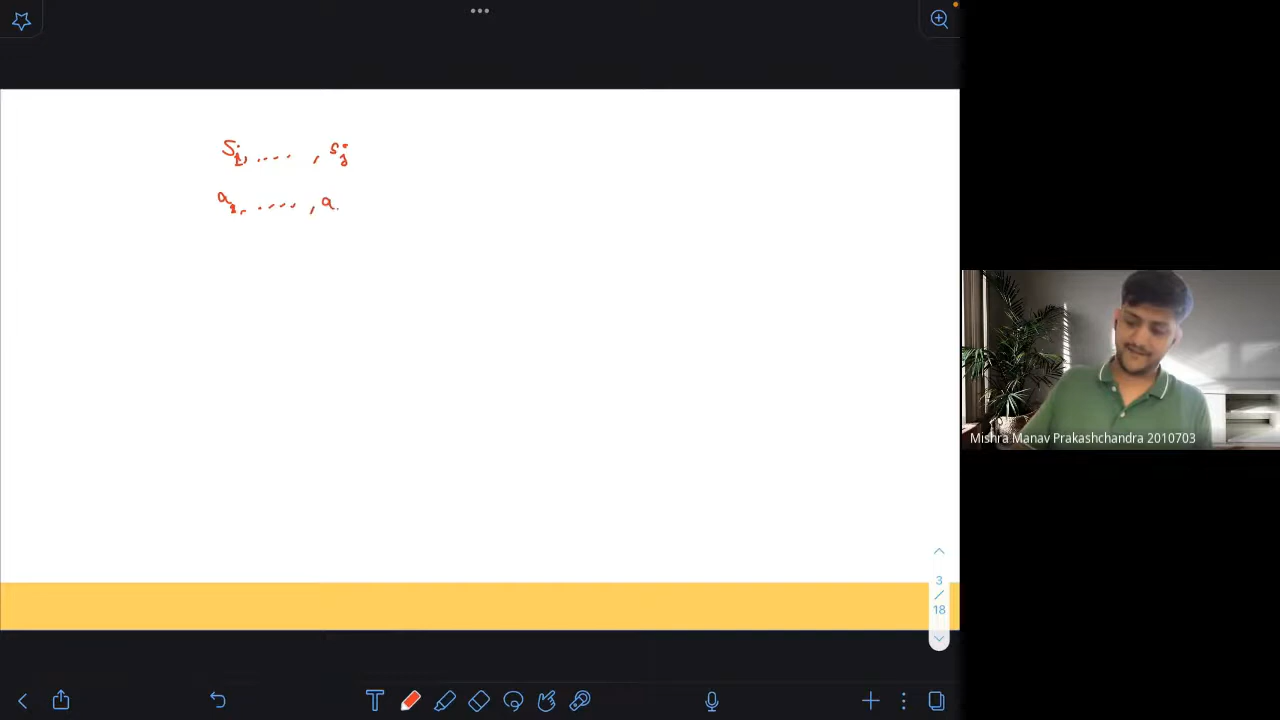 S₁, .... , Sⱼ
a₁, ..... , a.
Mishra Manav Prakashchandra 2010703
3
/
18
T